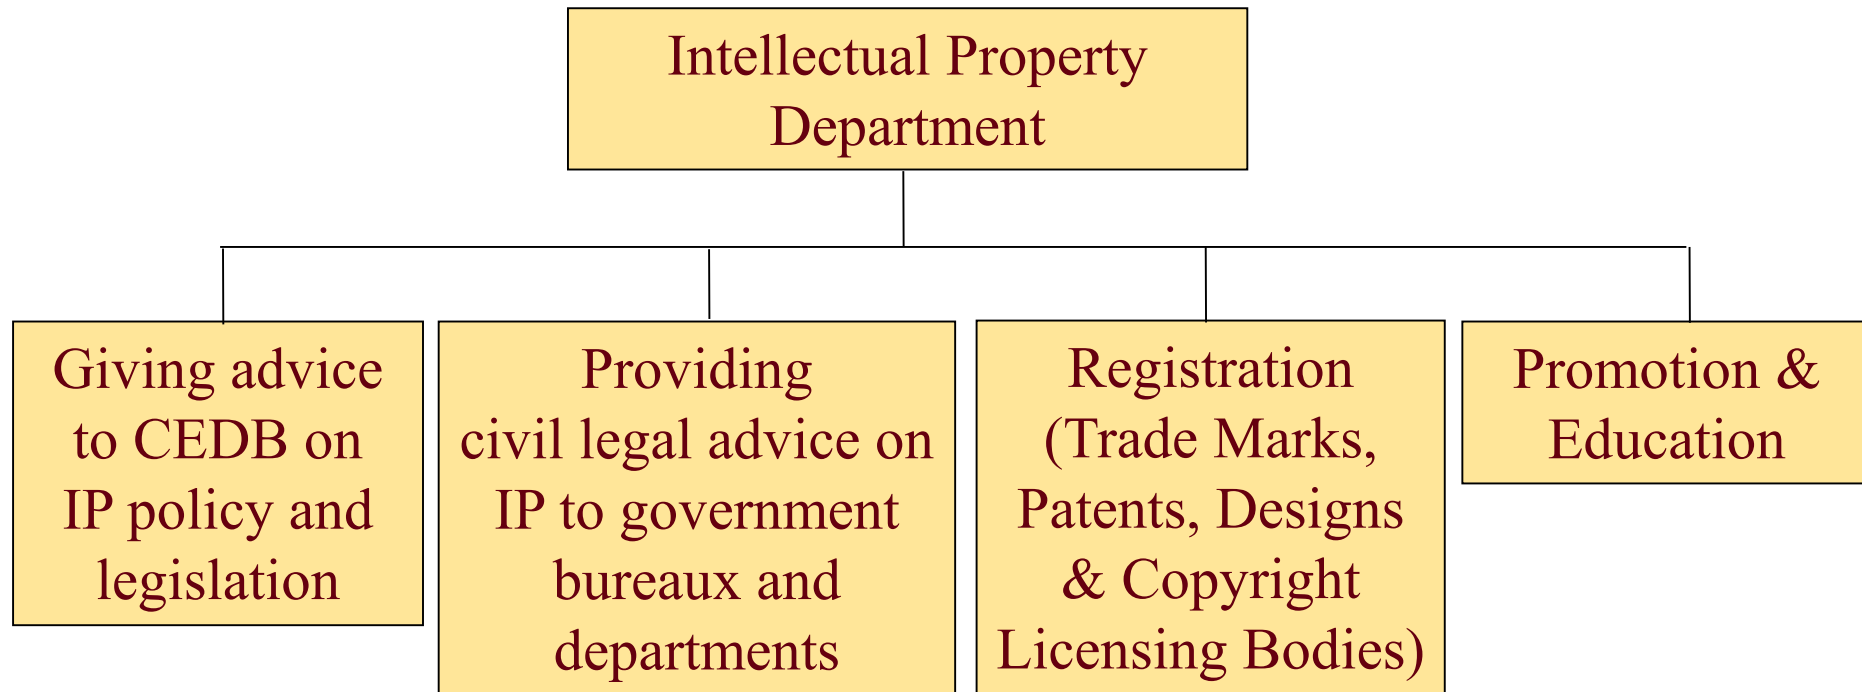 Intellectual Property
Department
Giving advice
to CEDB on
IP policy and
legislation
Providing
civil legal advice on
IP to government
bureaux and
departments
Registration
(Trade Marks,
Patents, Designs
& Copyright
Licensing Bodies)
Promotion &
Education